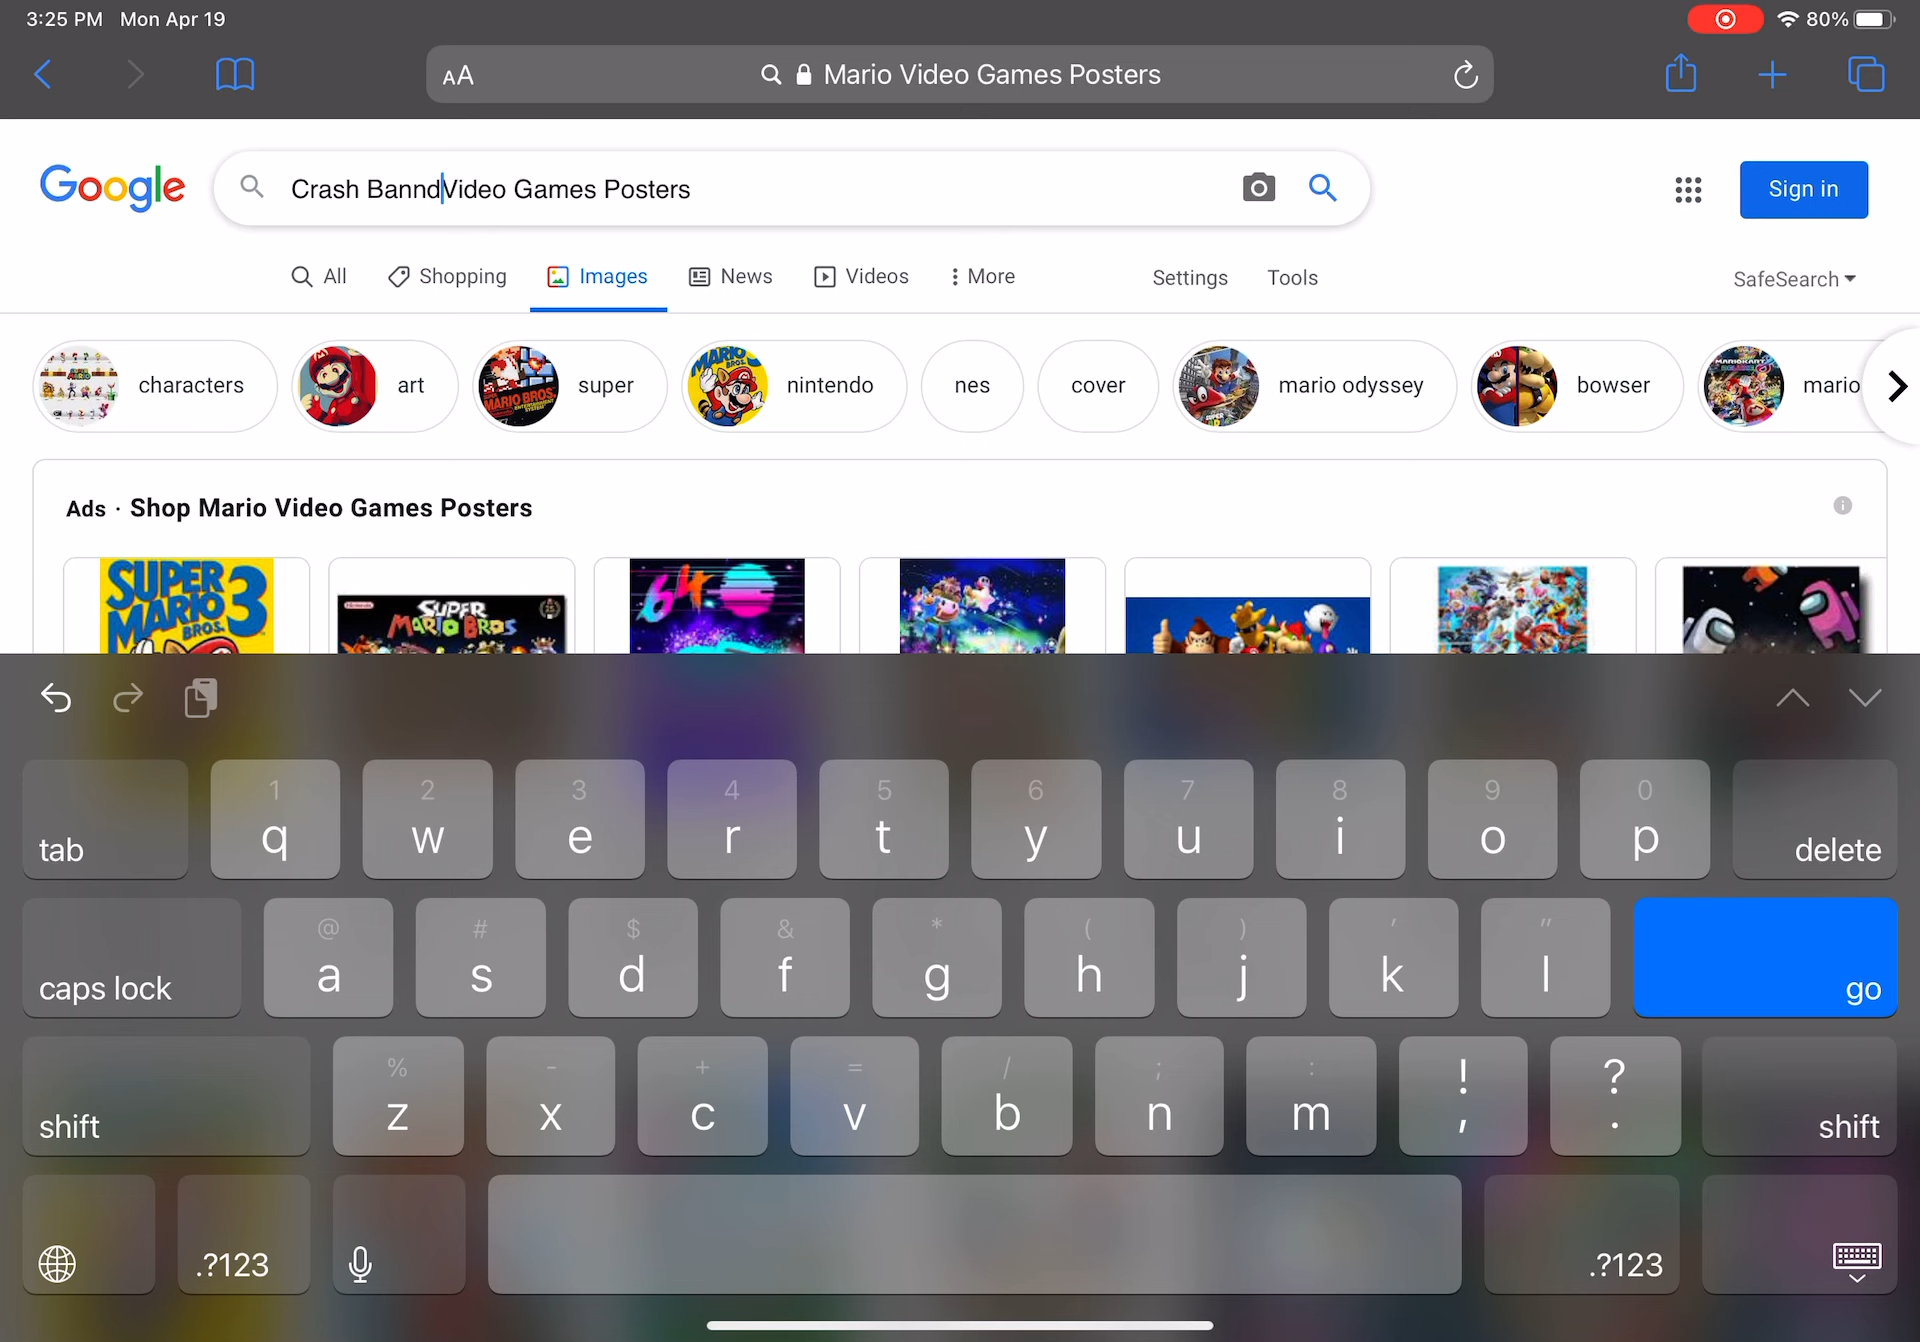 3:25 PM Mon Apr 19
80%
AA Mario Video Games Posters
Google
Crash BanndVideo Games Posters
Sign in
All Shopping Images News Videos More Settings Tools SafeSearch
characters art super nintendo nes cover mario odyssey bowser mario
Ads · Shop Mario Video Games Posters
SUPER MARIO BROS. 3
SUPER MARIO BROS
64
tab 1 q 2 w 3 e 4 r 5 t 6 y 7 u 8 i 9 o 0 p delete
caps lock @ a # s $ d & f * g ( h ) j ' k " l go
shift % z - x + c = v / b ; n : m ! , ? . shift
.?123 .?123